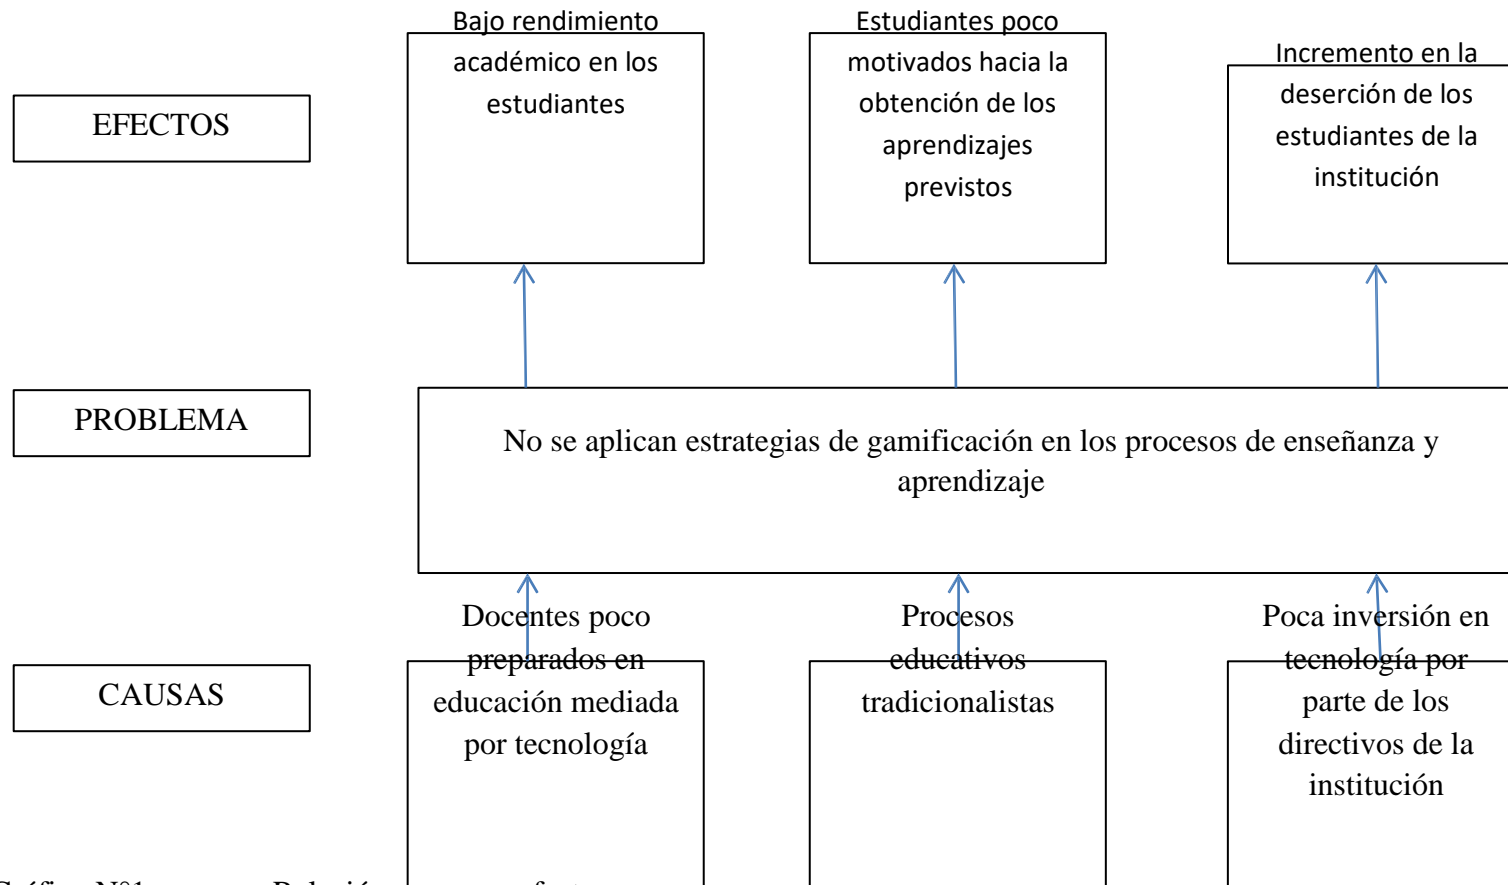 EFECTOS
Bajo rendimiento
académico en los
estudiantes
Estudiantes poco
motivados hacia la
obtención de los
aprendizajes
previstos
Incremento en la
deserción de los
estudiantes de la
institución
PROBLEMA
No se aplican estrategias de gamificación en los procesos de enseñanza y
aprendizaje
CAUSAS
Docentes poco
preparados en
educación mediada
por tecnología
Procesos
educativos
tradicionalistas
Poca inversión en
tecnología por
parte de los
directivos de la
institución
Gráfico N°1 Relación